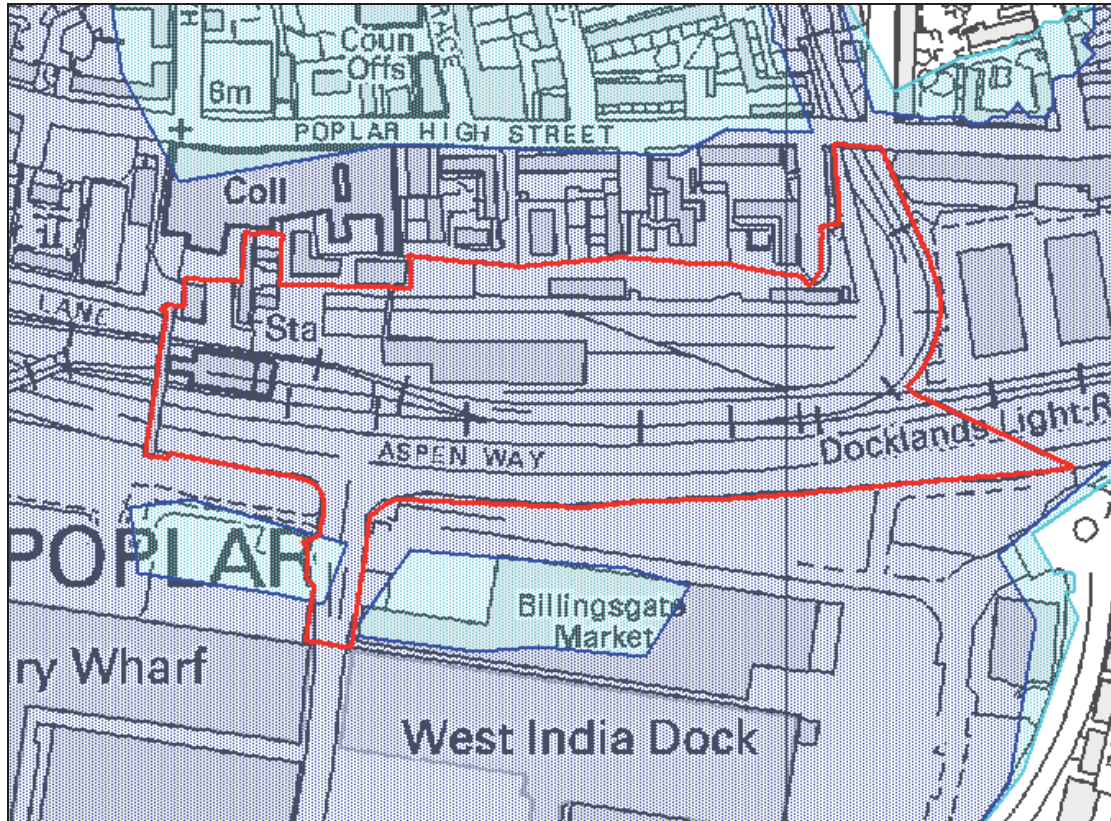 Coun
Offs
6m
POPLAR HIGH STREET
Coll
LANE
Sta
Docklands Light R
ASPEN WAY
POPLAR
Billingsgate
Market
ry Wharf
West India Dock